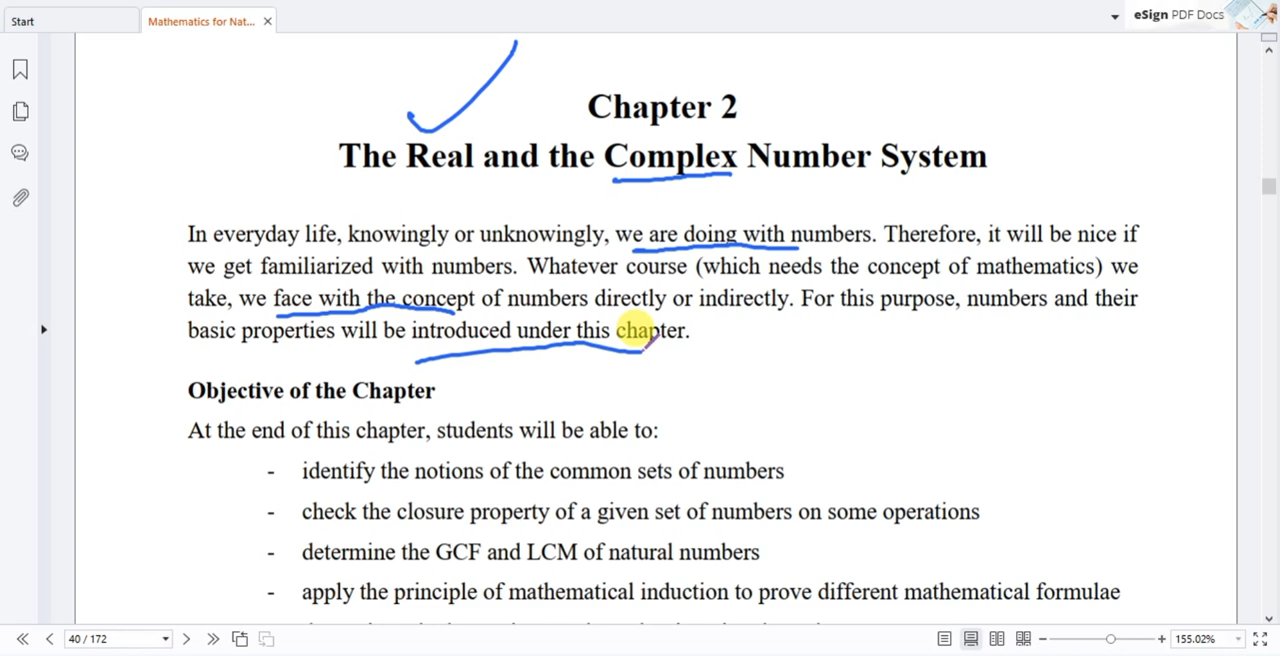 Start
Mathematics for Nat...
eSign PDF Docs
Chapter 2
The Real and the Complex Number System
In everyday life, knowingly or unknowingly, we are doing with numbers. Therefore, it will be nice if
we get familiarized with numbers. Whatever course (which needs the concept of mathematics) we
take, we face with the concept of numbers directly or indirectly. For this purpose, numbers and their
basic properties will be introduced under this chapter.
Objective of the Chapter
At the end of this chapter, students will be able to:
- identify the notions of the common sets of numbers
- check the closure property of a given set of numbers on some operations
- determine the GCF and LCM of natural numbers
- apply the principle of mathematical induction to prove different mathematical formulae
40 / 172
155.02%